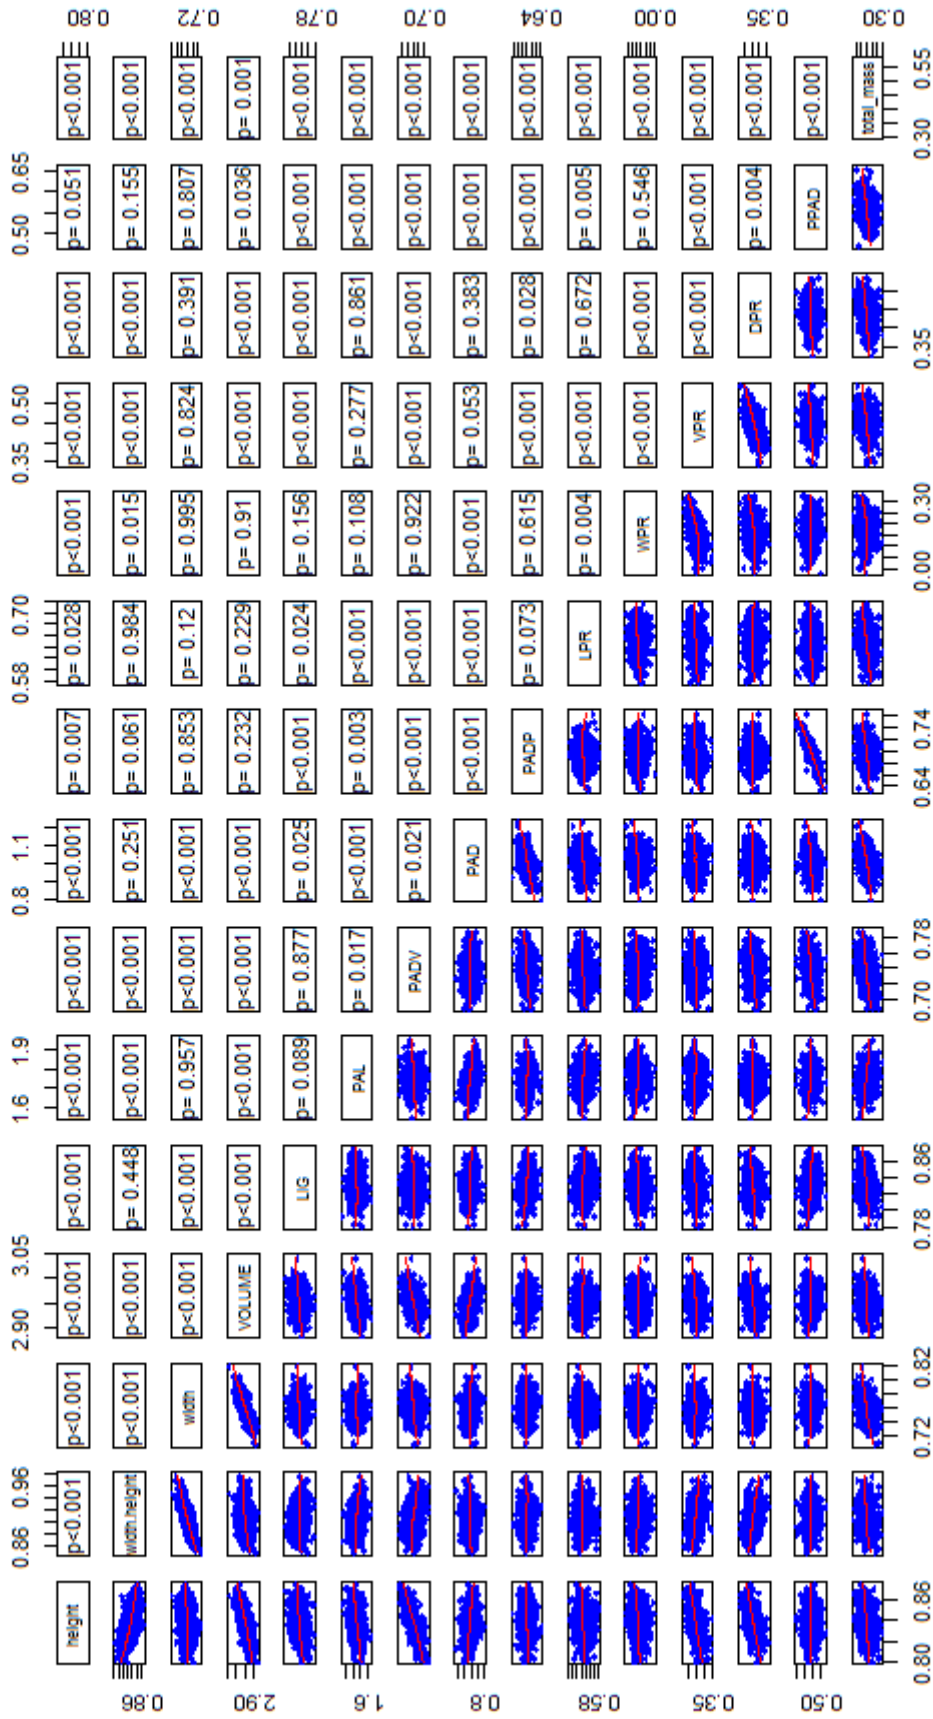 0.86 0.96 2.90 3.05 1.6 1.9 0.8 1.1 0.58 0.70 0.35 0.50 0.50 0.65
height p<0.001 p<0.001 p<0.001 p<0.001 p<0.001 p<0.001 p<0.001 p= 0.007 p= 0.028 p<0.001 p<0.001 p<0.001 p= 0.051 p<0.001 0.80
0.86 width.height p<0.001 p<0.001 p= 0.448 p<0.001 p<0.001 p= 0.251 p= 0.061 p= 0.984 p= 0.015 p<0.001 p<0.001 p= 0.155 p<0.001
width p<0.001 p<0.001 p= 0.957 p<0.001 p<0.001 p= 0.853 p= 0.12 p= 0.995 p= 0.824 p= 0.391 p= 0.807 p<0.001 0.72
2.90 VOLUME p<0.001 p<0.001 p<0.001 p<0.001 p= 0.232 p= 0.229 p= 0.91 p<0.001 p<0.001 p= 0.036 p= 0.001
LIG p= 0.089 p= 0.877 p= 0.025 p<0.001 p= 0.024 p= 0.156 p<0.001 p<0.001 p<0.001 p<0.001 0.78
1.6 PAL p= 0.017 p<0.001 p= 0.003 p<0.001 p= 0.108 p= 0.277 p= 0.861 p<0.001 p<0.001
PADV p= 0.021 p<0.001 p<0.001 p= 0.922 p<0.001 p<0.001 p<0.001 p<0.001 0.70
0.8 PAD p<0.001 p<0.001 p<0.001 p= 0.053 p= 0.383 p<0.001 p<0.001
PADP p= 0.073 p= 0.615 p<0.001 p= 0.028 p<0.001 p<0.001 0.64
0.58 LPR p= 0.004 p<0.001 p= 0.672 p= 0.005 p<0.001
WPR p<0.001 p<0.001 p= 0.546 p<0.001 0.00
0.35 VPR p<0.001 p<0.001 p<0.001
DPR p= 0.004 p<0.001 0.35
0.50 PPAD p<0.001
total_mass 0.30
0.80 0.86 0.72 0.82 0.78 0.86 0.70 0.78 0.64 0.74 0.00 0.30 0.35 0.30 0.55